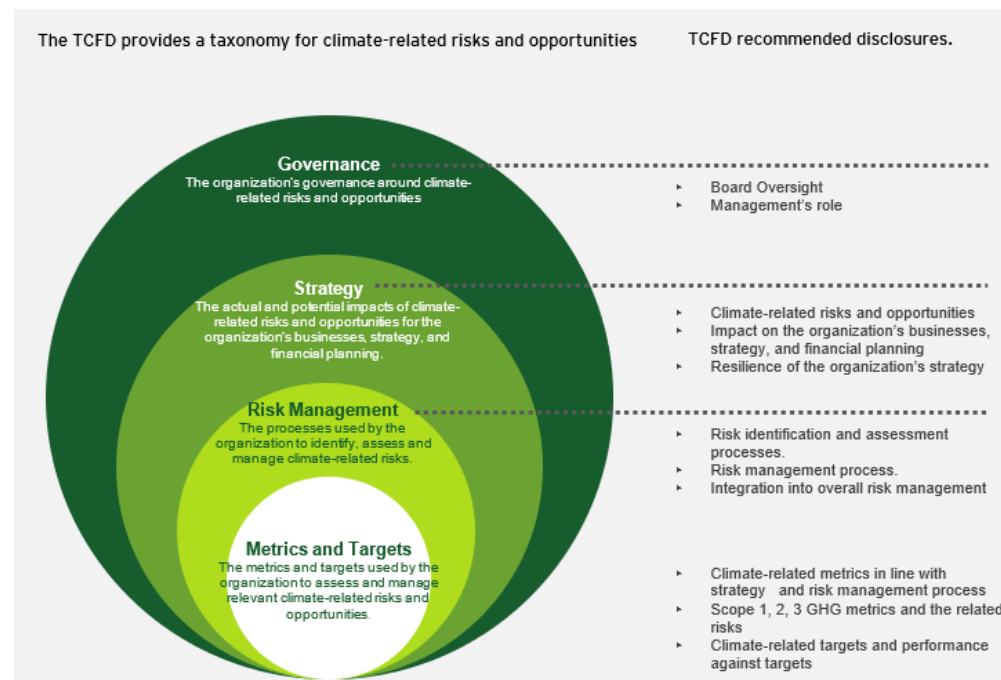 The TCFD provides a taxonomy for climate-related risks and opportunities
TCFD recommended disclosures.
Governance
The organization's governance around climate-
related risks and opportunities
▸ Board Oversight
▸ Management's role
Strategy
The actual and potential impacts of climate-
related risks and opportunities for the
organization's businesses, strategy, and
financial planning.
▸ Climate-related risks and opportunities
▸ Impact on the organization's businesses,
strategy, and financial planning
▸ Resilience of the organization's strategy
Risk Management
The processes used by the
organization to identify, assess and
manage climate-related risks.
▸ Risk identification and assessment
processes.
▸ Risk management process.
▸ Integration into overall risk management
Metrics and Targets
The metrics and targets used by the
organization to assess and manage
relevant climate-related risks and
opportunities.
▸ Climate-related metrics in line with
strategy and risk management process
▸ Scope 1, 2, 3 GHG metrics and the related
risks
▸ Climate-related targets and performance
against targets